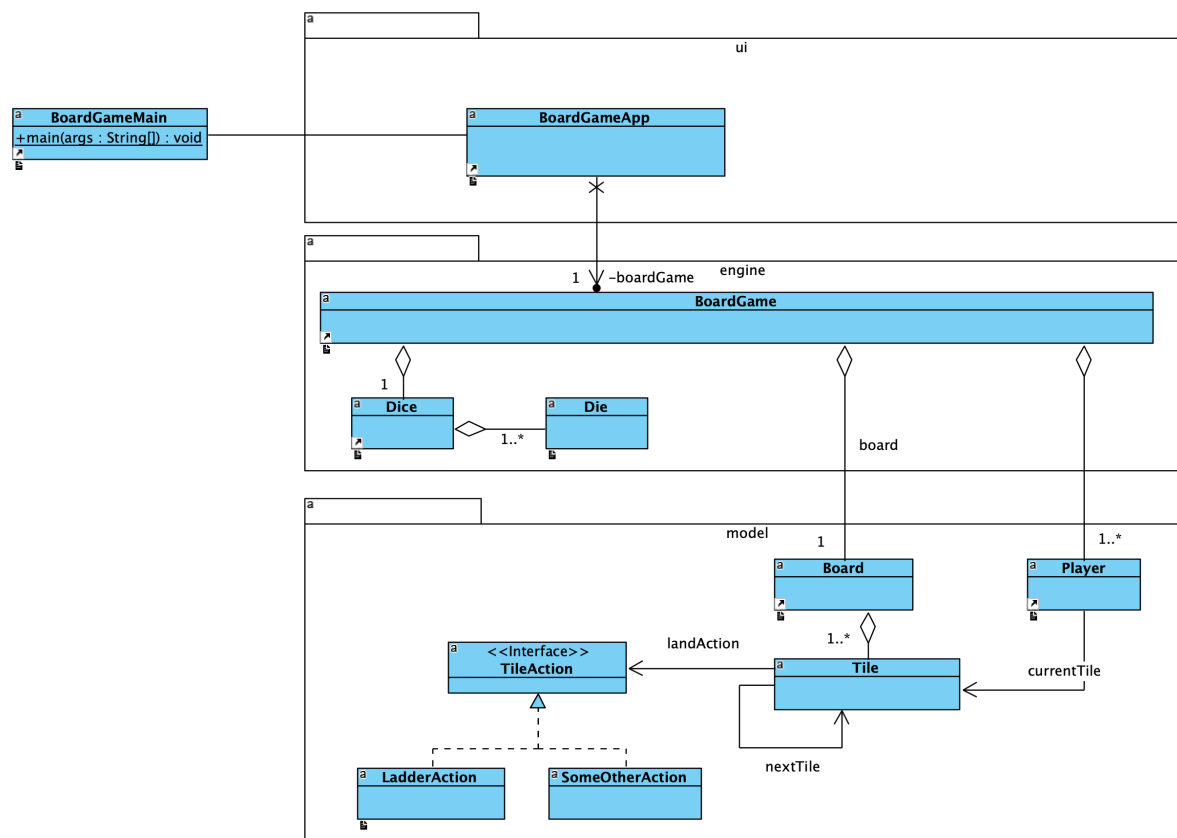 a
ui
a
BoardGameMain
+main(args : String[]) : void
a
BoardGameApp
a
engine
1
-boardGame
a
BoardGame
1
a
Dice
1..*
a
Die
board
a
model
1
1..*
a
Board
a
Player
1..*
landAction
a
<<Interface>>
TileAction
a
Tile
currentTile
nextTile
a
LadderAction
a
SomeOtherAction